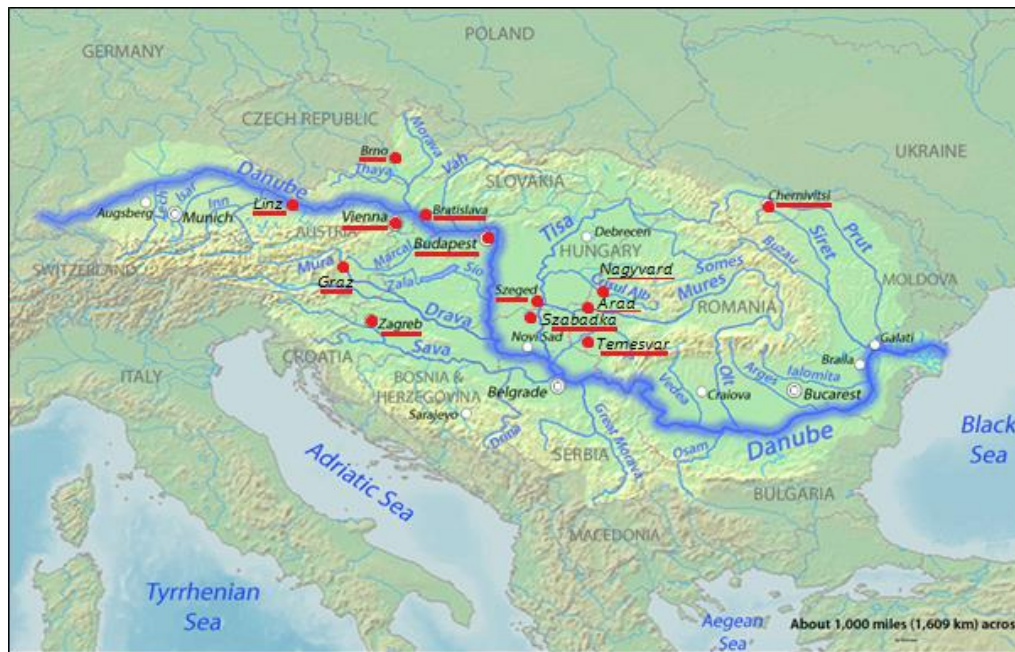 POLAND
GERMANY
CZECH REPUBLIC
Morava
UKRAINE
Brno
Thaya
Vah
SLOVAKIA
Danube
Chernivitsi
Augsberg
Lech
Isal
Munich
Inn
Linz
AUSTRIA
Vienna
Bratislava
Budapest
Tisa
Debrecen
HUNGARY
Buzau
Siret
Prut
SWITZERLAND
Mura
Marcal
Graz
Zala
Sio
Nagyvard
Somes
Crisul Alb
Mures
MOLDOVA
Szeged
Arad
ROMANIA
Szabadka
Zagreb
Drava
Novi Sad
Temesvar
Galati
Sava
CROATIA
Braila
ITALY
BOSNIA &
HERZEGOVINA
Belgrade
Vedea
Olt
Arges
Ialomita
Craiova
Bucarest
Sarajevo
Drina
Great Morava
Danube
Black
Sea
Osam
SERBIA
Adriatic Sea
BULGARIA
MACEDONIA
Tyrrhenian
Sea
Aegean
Sea
About 1,000 miles (1,609 km) acros